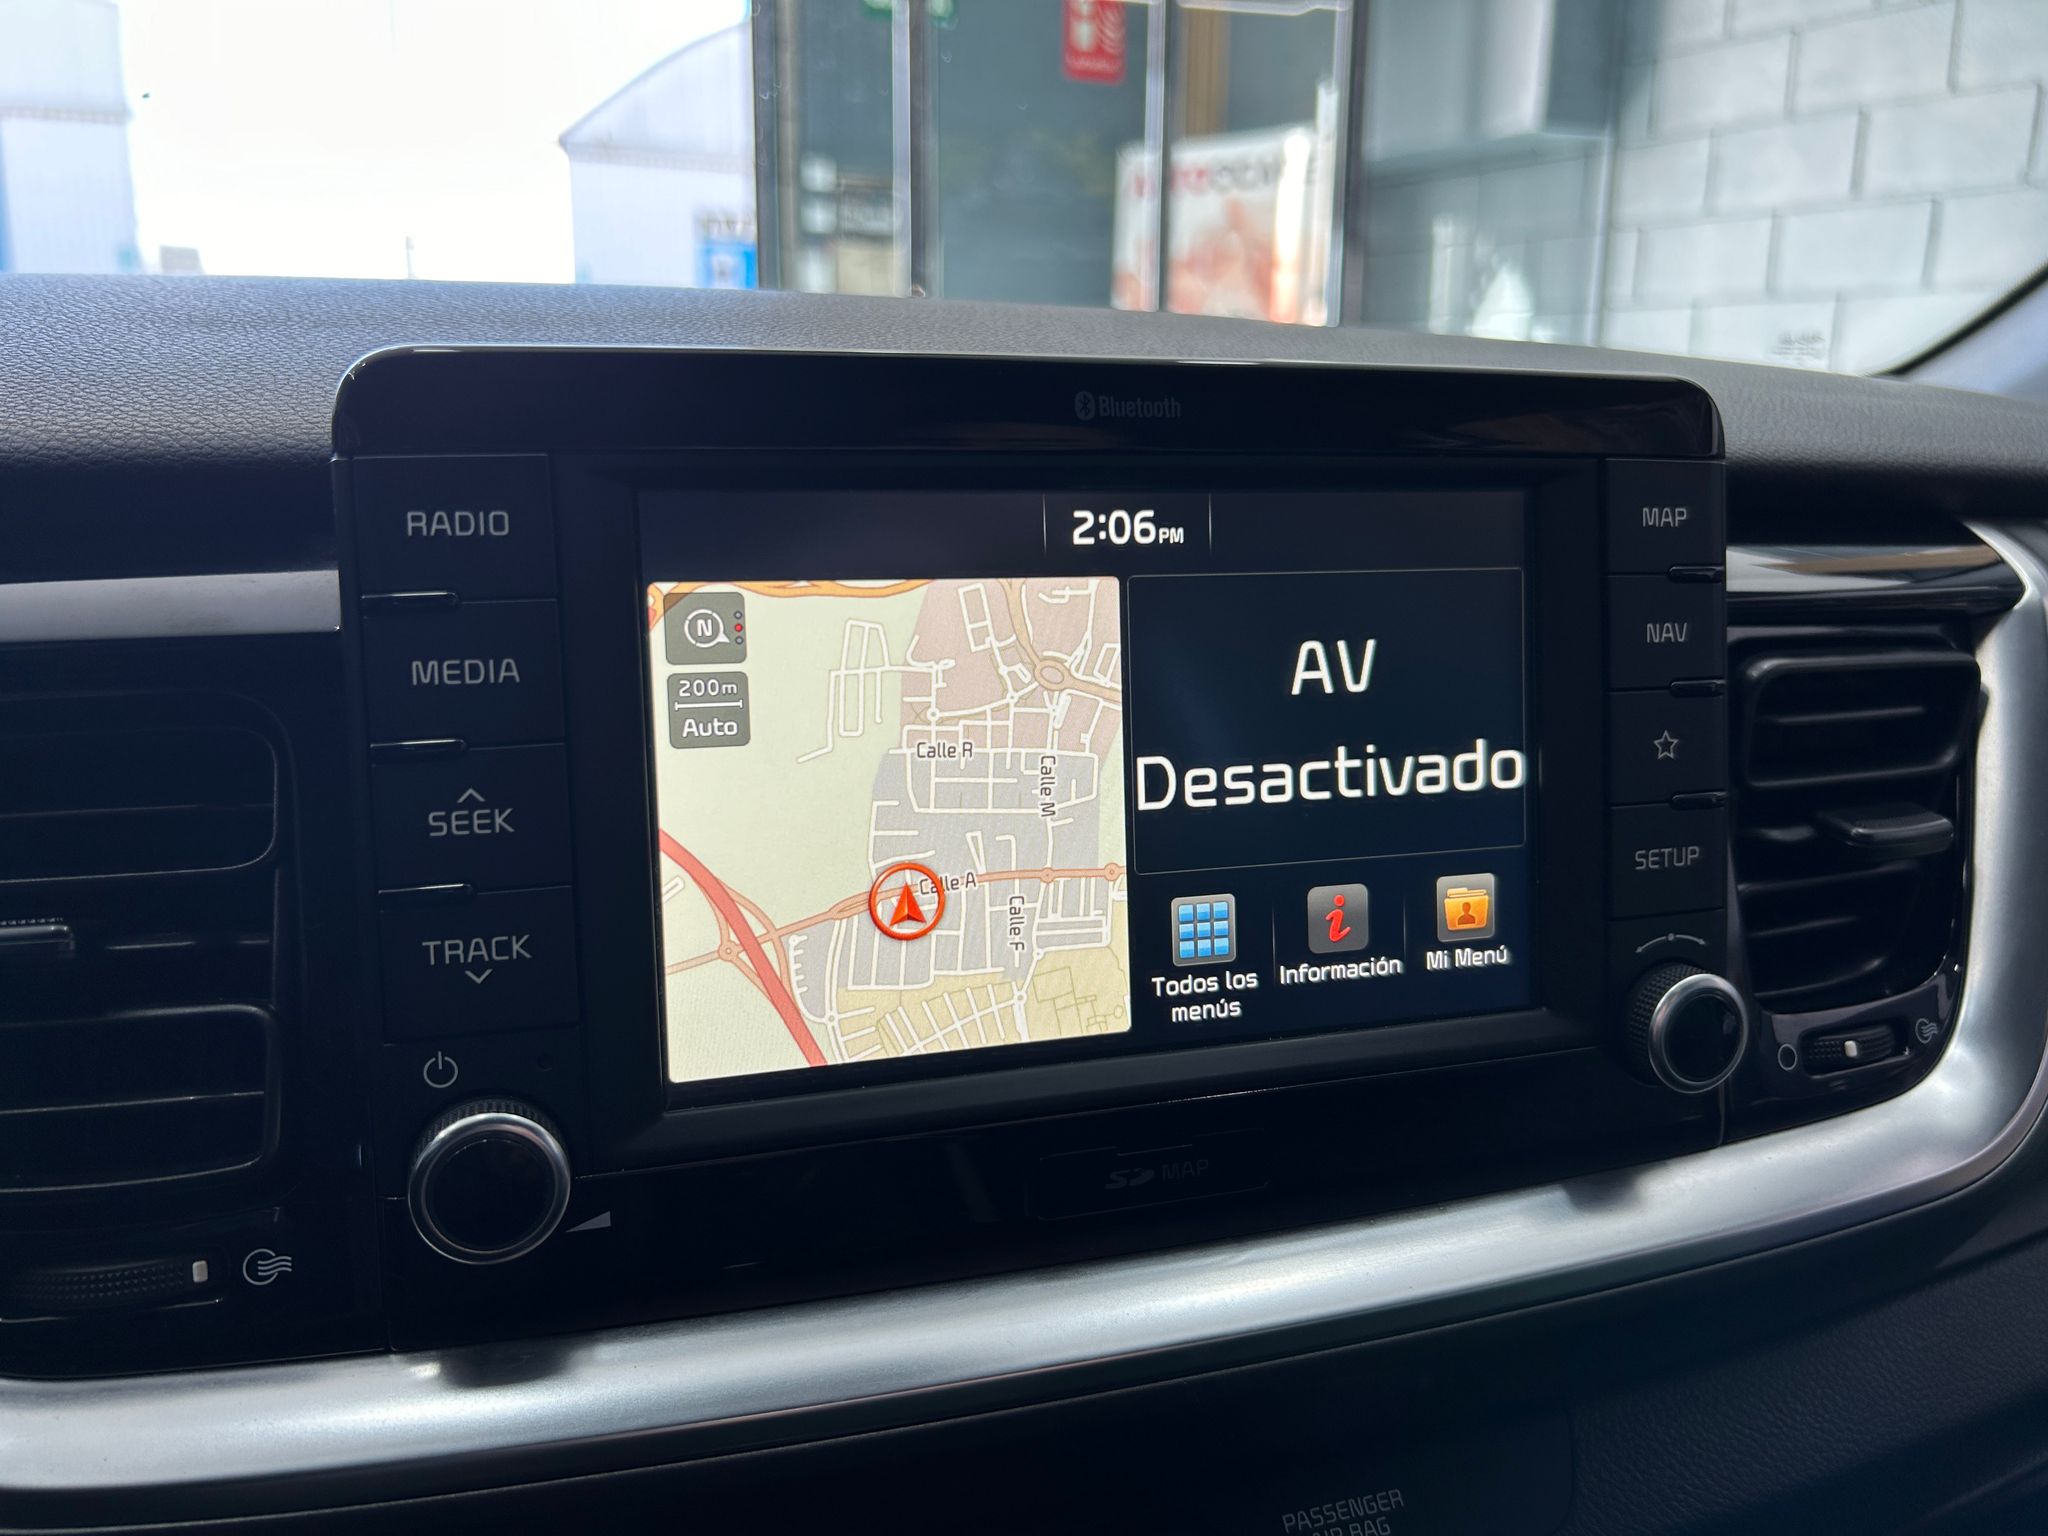 Bluetooth
RADIO
MEDIA
SEEK
TRACK
2:06PM
N
200m
Auto
Calle R
Calle M
Calle A
Calle F
AV
Desactivado
Todos los
menús
Información
Mi Menú
MAP
NAV
SETUP
SD MAP
PASSENGER
AIR BAG